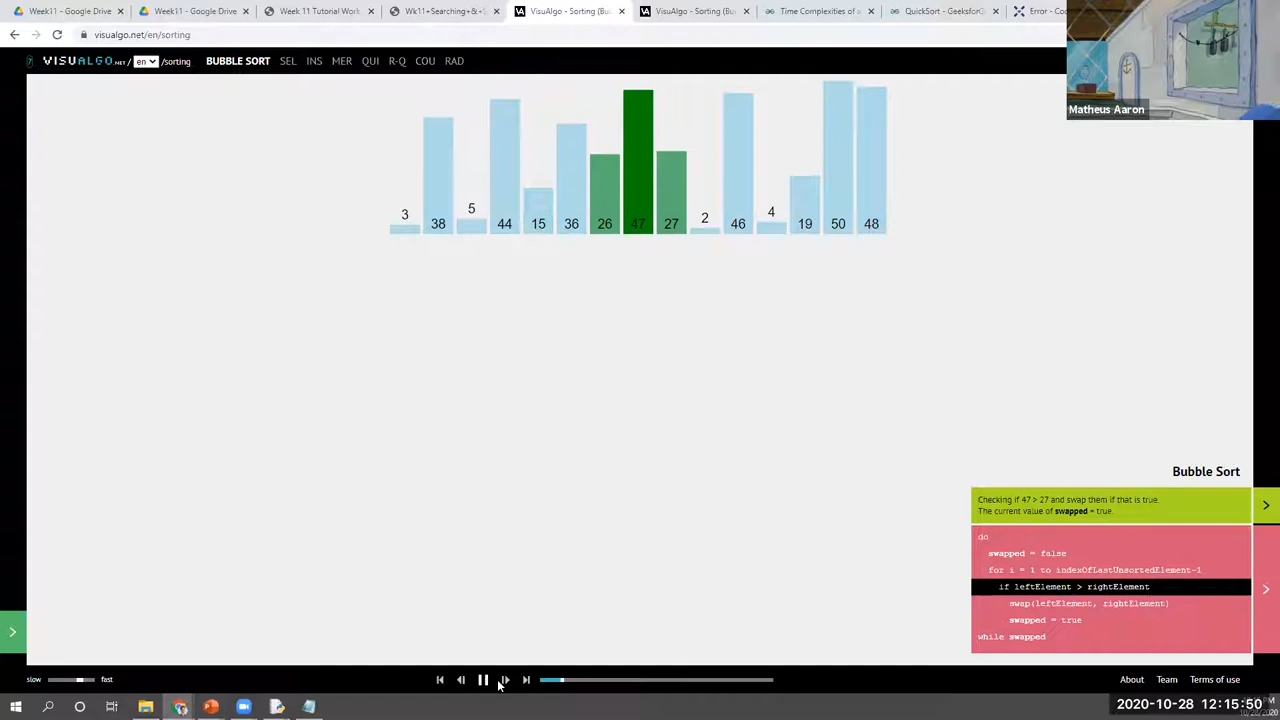 Week11 - Google Drive
Week11 - Google Drive
Week 11 Tutorial Work
Wk11+Searching+&+S
VisuAlgo - Sorting (Bu
VisuAlgo - Sorting (Bub
Time Complexities of a
QuickSort - GeeksforG
Error - Co
visualgo.net/en/sorting
7 VISUALGO.NET / en /sorting BUBBLE SORT SEL INS MER QUI R-Q COU RAD
Matheus Aaron
3 38 5 44 15 36 26 47 27 2 46 4 19 50 48
Bubble Sort
Checking if 47 > 27 and swap them if that is true.
The current value of swapped = true.
do
swapped = false
for i = 1 to indexOfLastUnsortedElement-1
if leftElement > rightElement
swap(leftElement, rightElement)
swapped = true
while swapped
slow fast
About Team Terms of use
2020-10-28 12:15:50